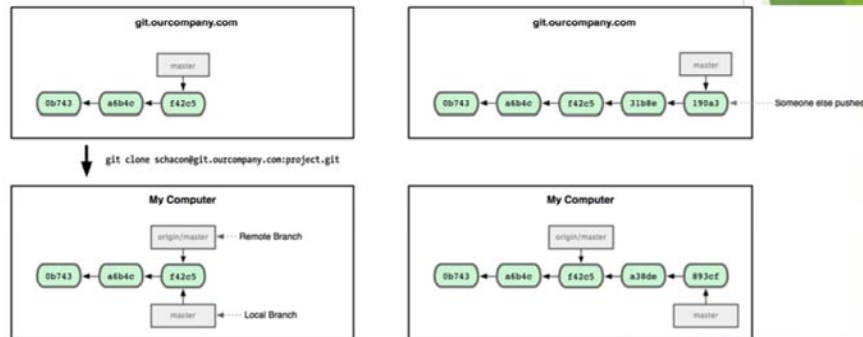 git.ourcompany.com
master
0b743
a6b4c
f42c5
git clone schacon@git.ourcompany.com:project.git
My Computer
origin/master
Remote Branch
0b743
a6b4c
f42c5
master
Local Branch
git.ourcompany.com
master
0b743
a6b4c
f42c5
31b8e
190a3
Someone else pushes
My Computer
origin/master
0b743
a6b4c
f42c5
a38de
893cf
master